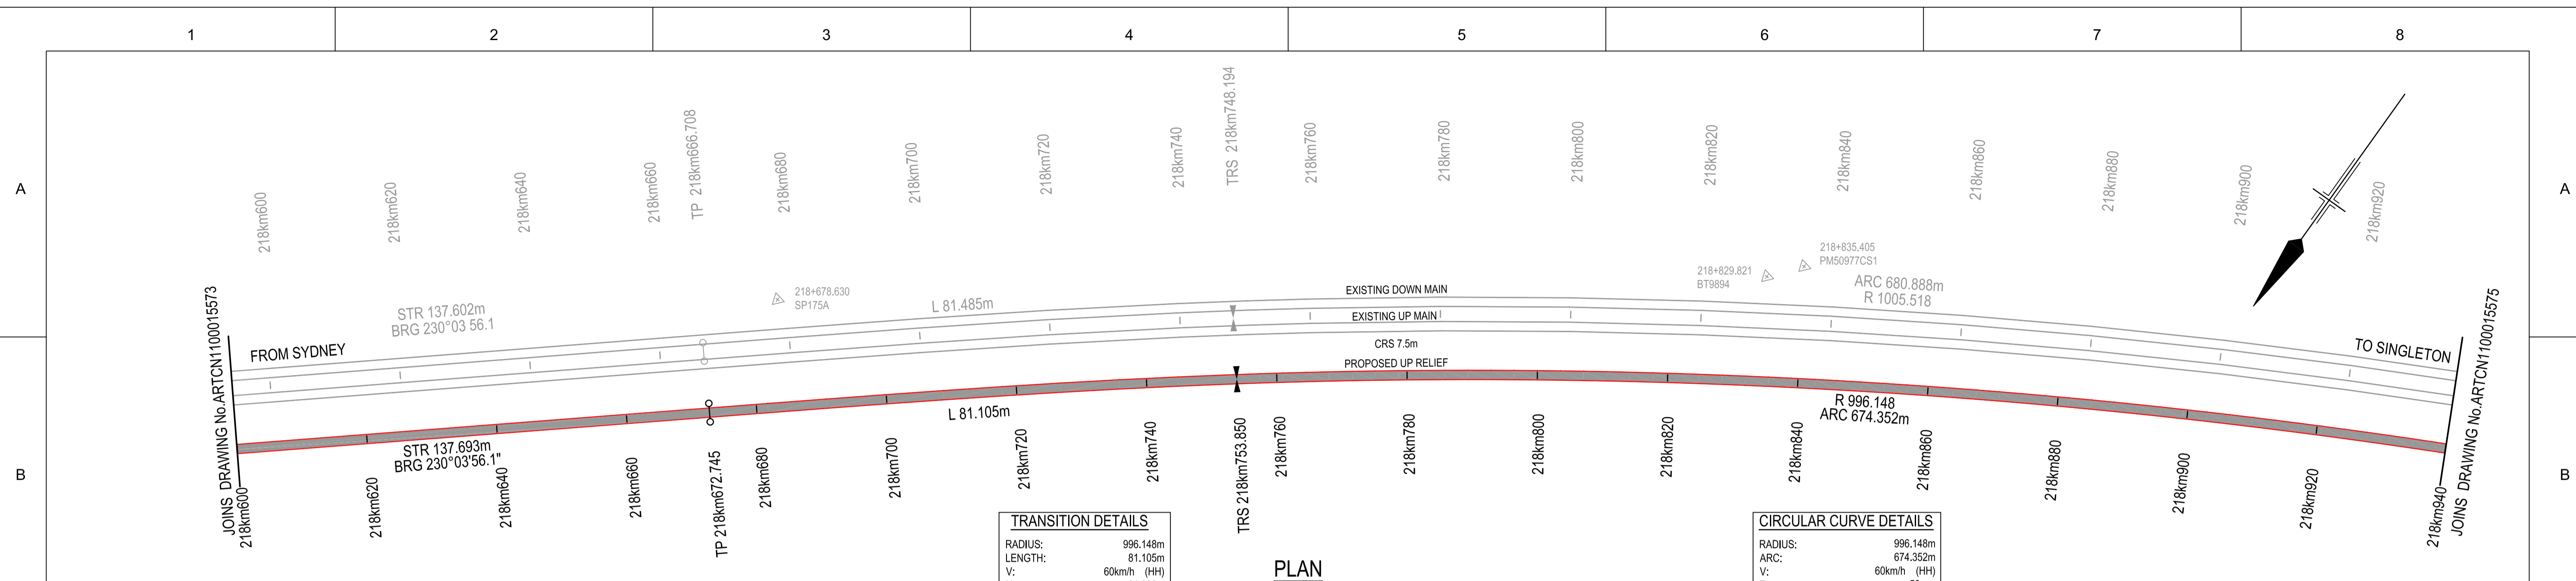 1 2 3 4 5 6 7 8
A
A
B
B
218km600
218km620
218km640
218km660
TP 218km666.708
218km680
218km700
218km720
218km740
TRS 218km748.194
218km760
218km780
218km800
218km820
218km840
218km860
218km880
218km900
218km920
JOINS DRAWING No.ARTCN1100015573
FROM SYDNEY
STR 137.602m
BRG 230°03 56.1
218+678.630
SP175A
L 81.485m
EXISTING DOWN MAIN
EXISTING UP MAIN
CRS 7.5m
PROPOSED UP RELIEF
218+829.821
BT9894
218+835.405
PM50977CS1
ARC 680.888m
R 1005.518
TO SINGLETON
JOINS DRAWING No.ARTCN1100015575
STR 137.693m
BRG 230°03'56.1"
L 81.105m
R 996.148
ARC 674.352m
218km600
218km620
218km640
218km660
TP 218km672.745
218km680
218km700
218km720
218km740
TRS 218km753.850
218km760
218km780
218km800
218km820
218km840
218km860
218km880
218km900
218km920
218km940
TRANSITION DETAILS
RADIUS: 996.148m
LENGTH: 81.105m
V: 60km/h (HH)
PLAN
CIRCULAR CURVE DETAILS
RADIUS: 996.148m
ARC: 674.352m
V: 60km/h (HH)